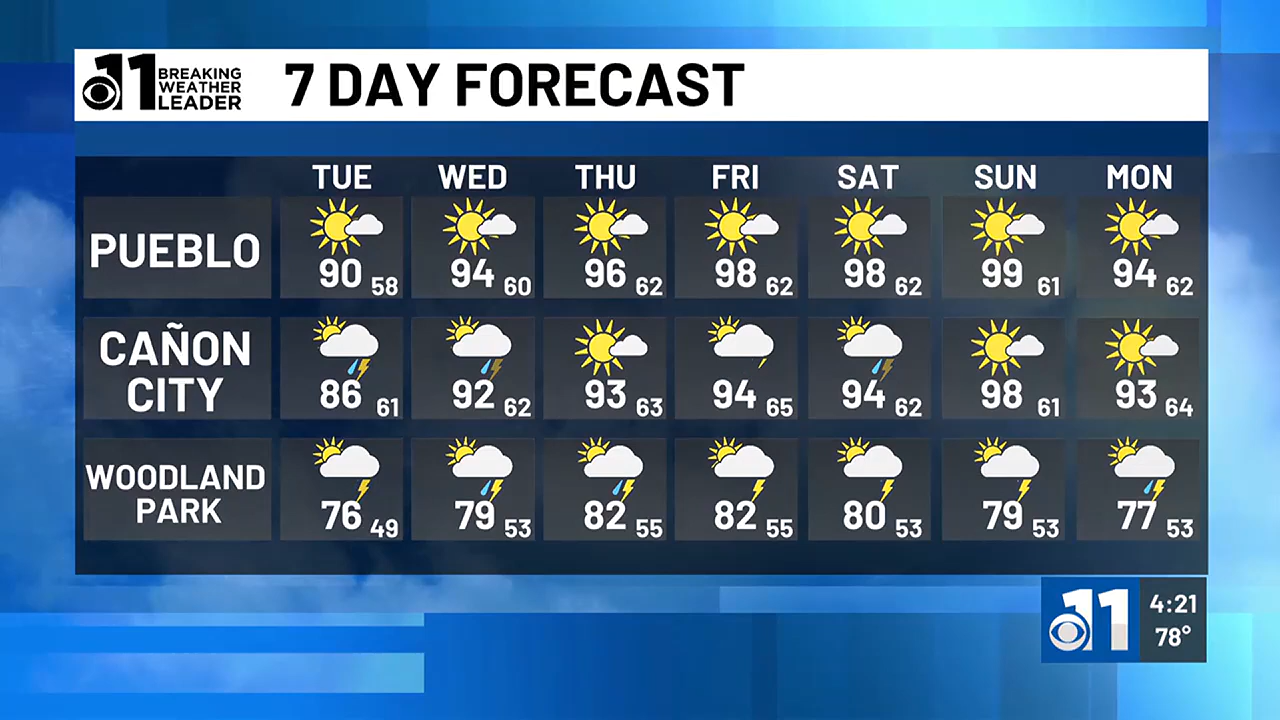 11 BREAKING
WEATHER
LEADER
7 DAY FORECAST
TUE WED THU FRI SAT SUN MON
PUEBLO
90 58 94 60 96 62 98 62 98 62 99 61 94 62
CAÑON
CITY
86 61 92 62 93 63 94 65 94 62 98 61 93 64
WOODLAND
PARK
76 49 79 53 82 55 82 55 80 53 79 53 77 53
11
4:21
78°